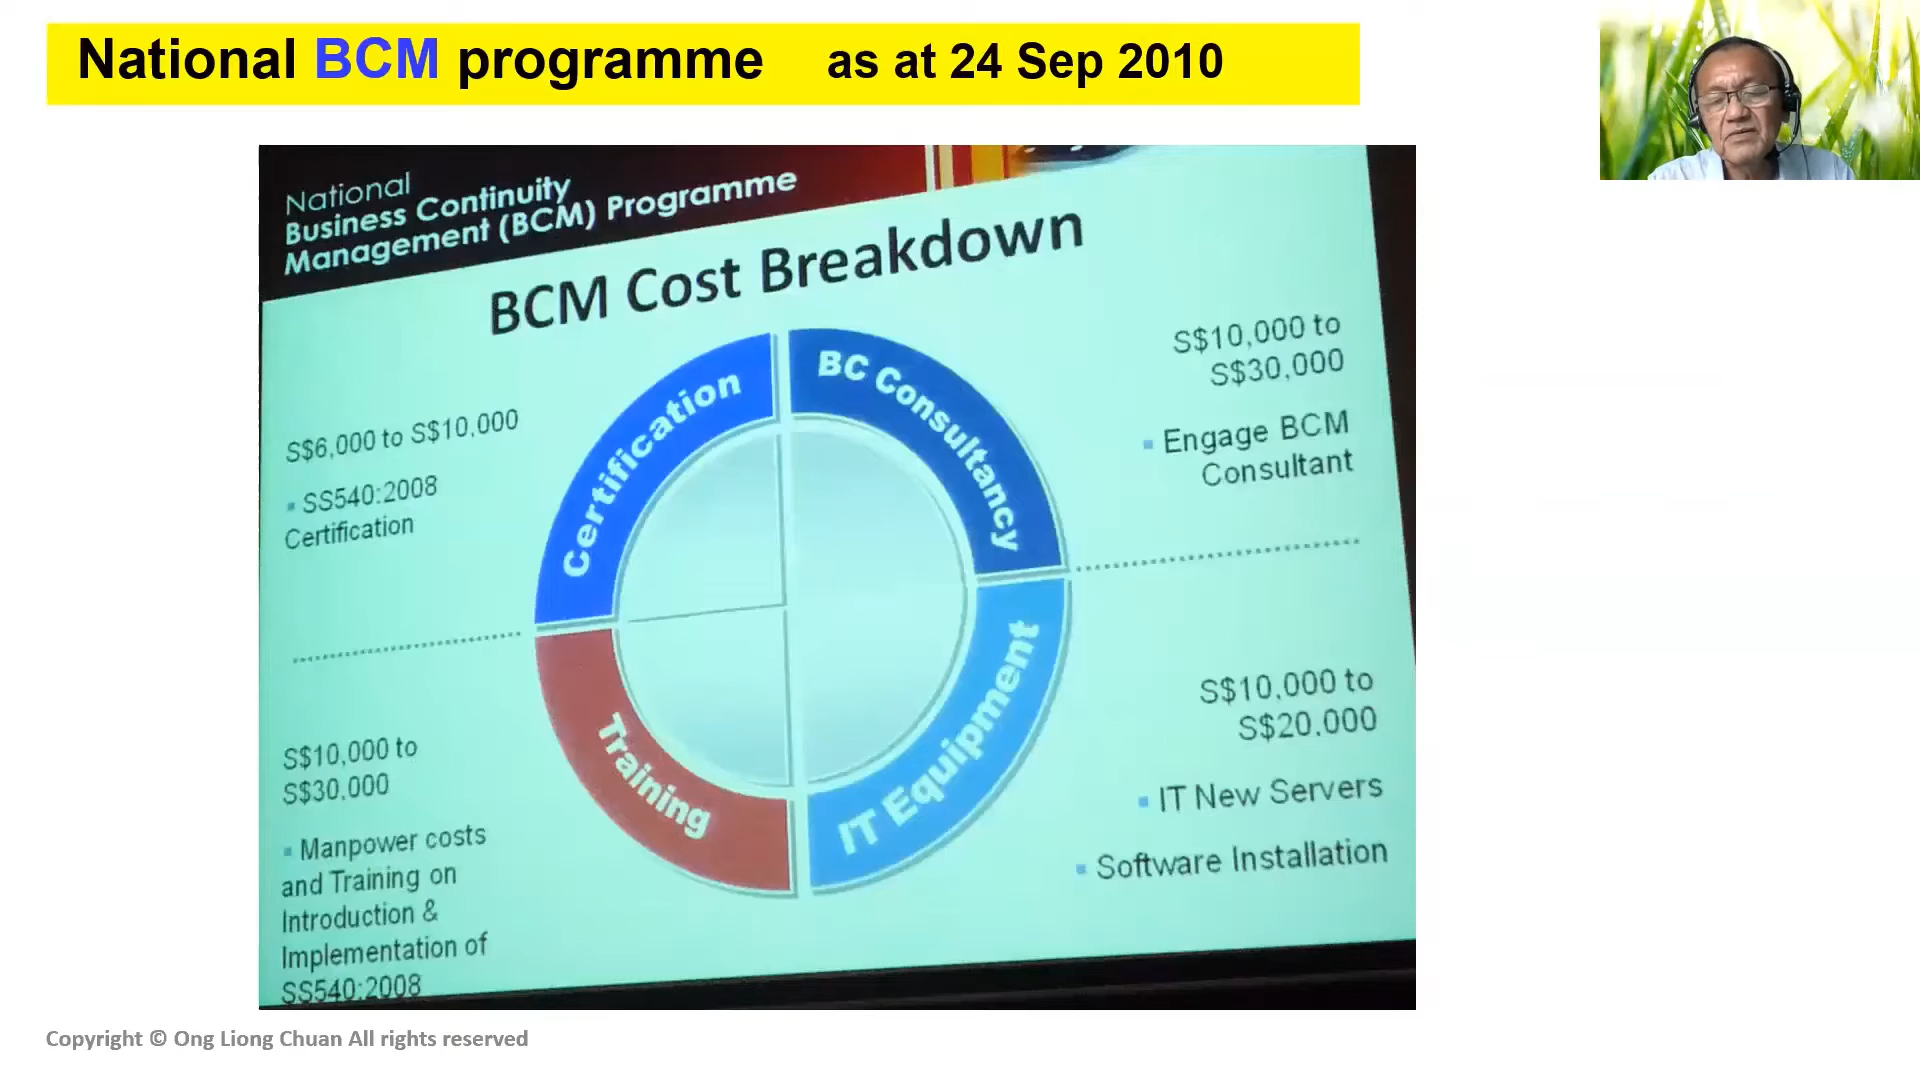 National BCM programme as at 24 Sep 2010
National
Business Continuity
Management (BCM) Programme
BCM Cost Breakdown
S$6,000 to S$10,000
▪ SS540:2008
Certification
Certification
BC Consultancy
S$10,000 to
S$30,000
▪ Engage BCM
Consultant
S$10,000 to
S$30,000
▪ Manpower costs
and Training on
Introduction &
Implementation of
SS540:2008
Training
IT Equipment
S$10,000 to
S$20,000
▪ IT New Servers
▪ Software Installation
Copyright © Ong Liong Chuan All rights reserved